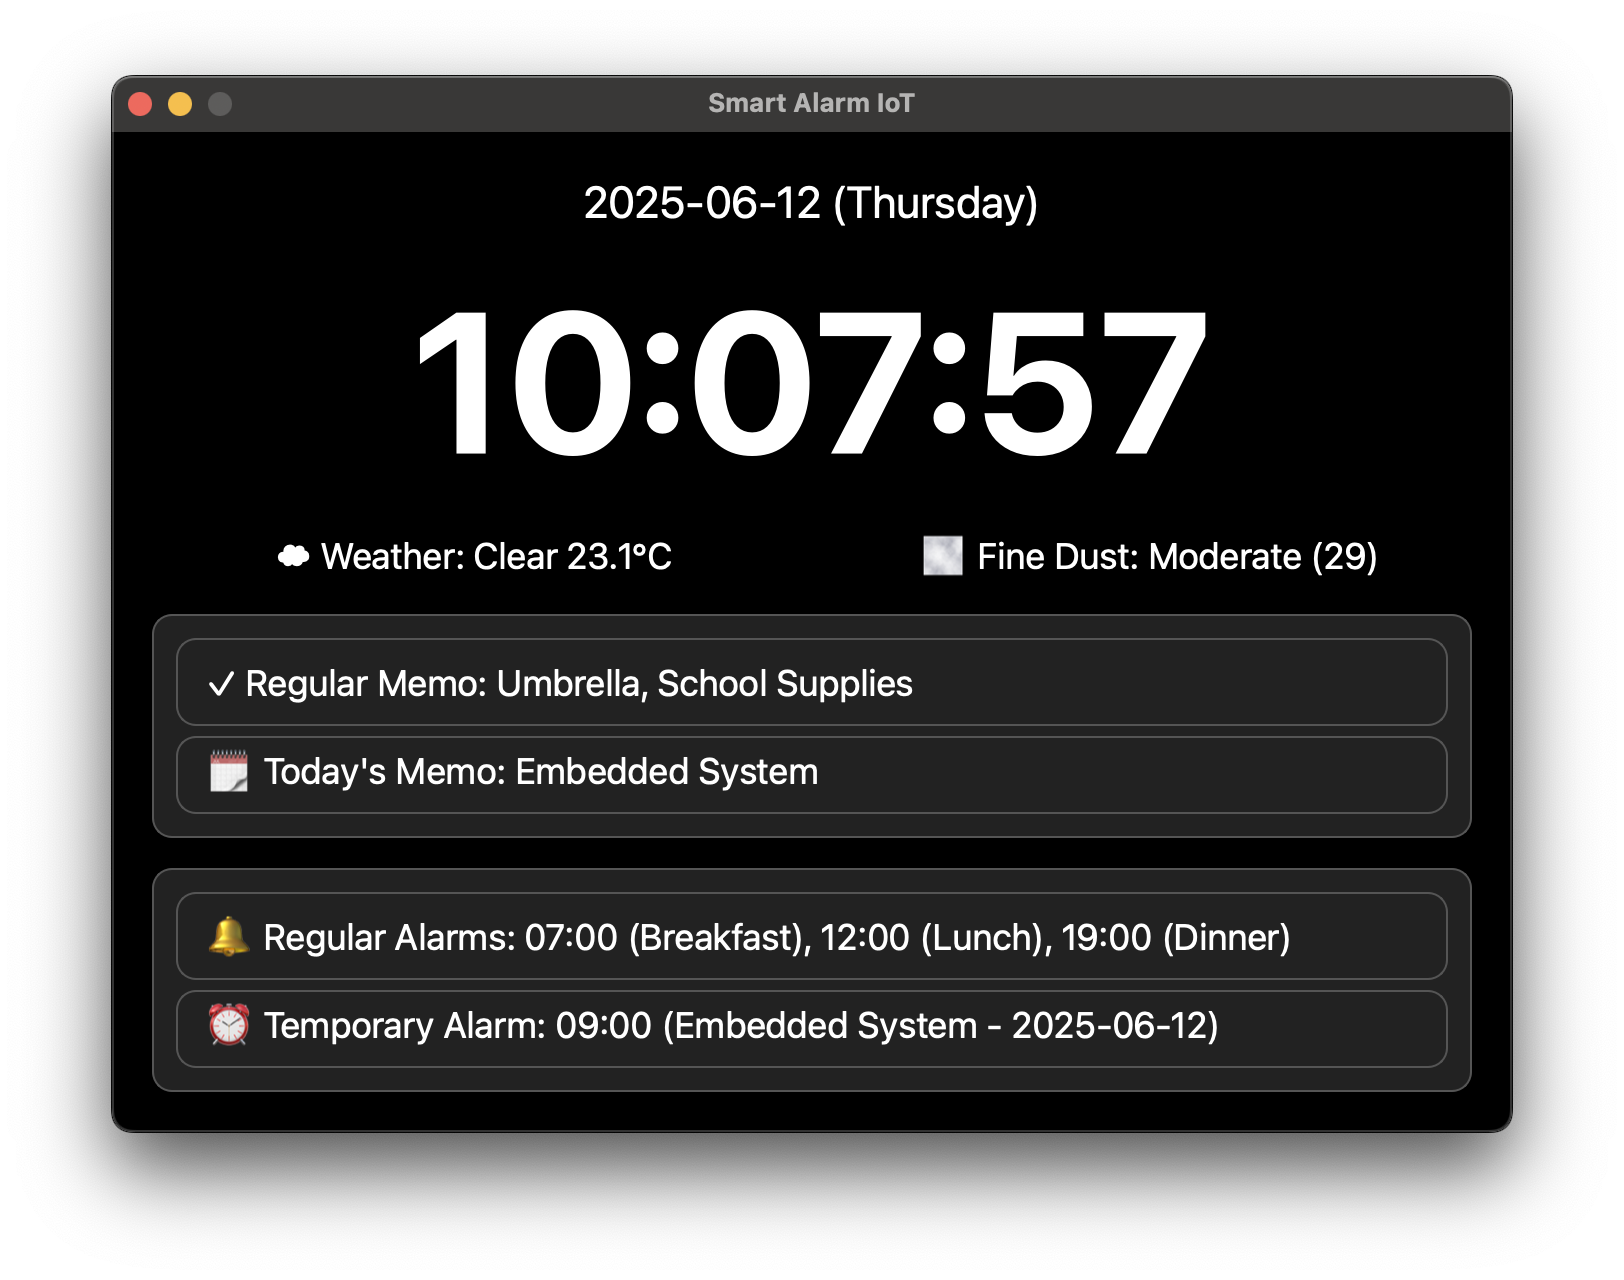 Smart Alarm IoT
2025-06-12 (Thursday)
10:07:57
Weather: Clear 23.1°C
Fine Dust: Moderate (29)
✓ Regular Memo: Umbrella, School Supplies
Today's Memo: Embedded System
Regular Alarms: 07:00 (Breakfast), 12:00 (Lunch), 19:00 (Dinner)
Temporary Alarm: 09:00 (Embedded System - 2025-06-12)